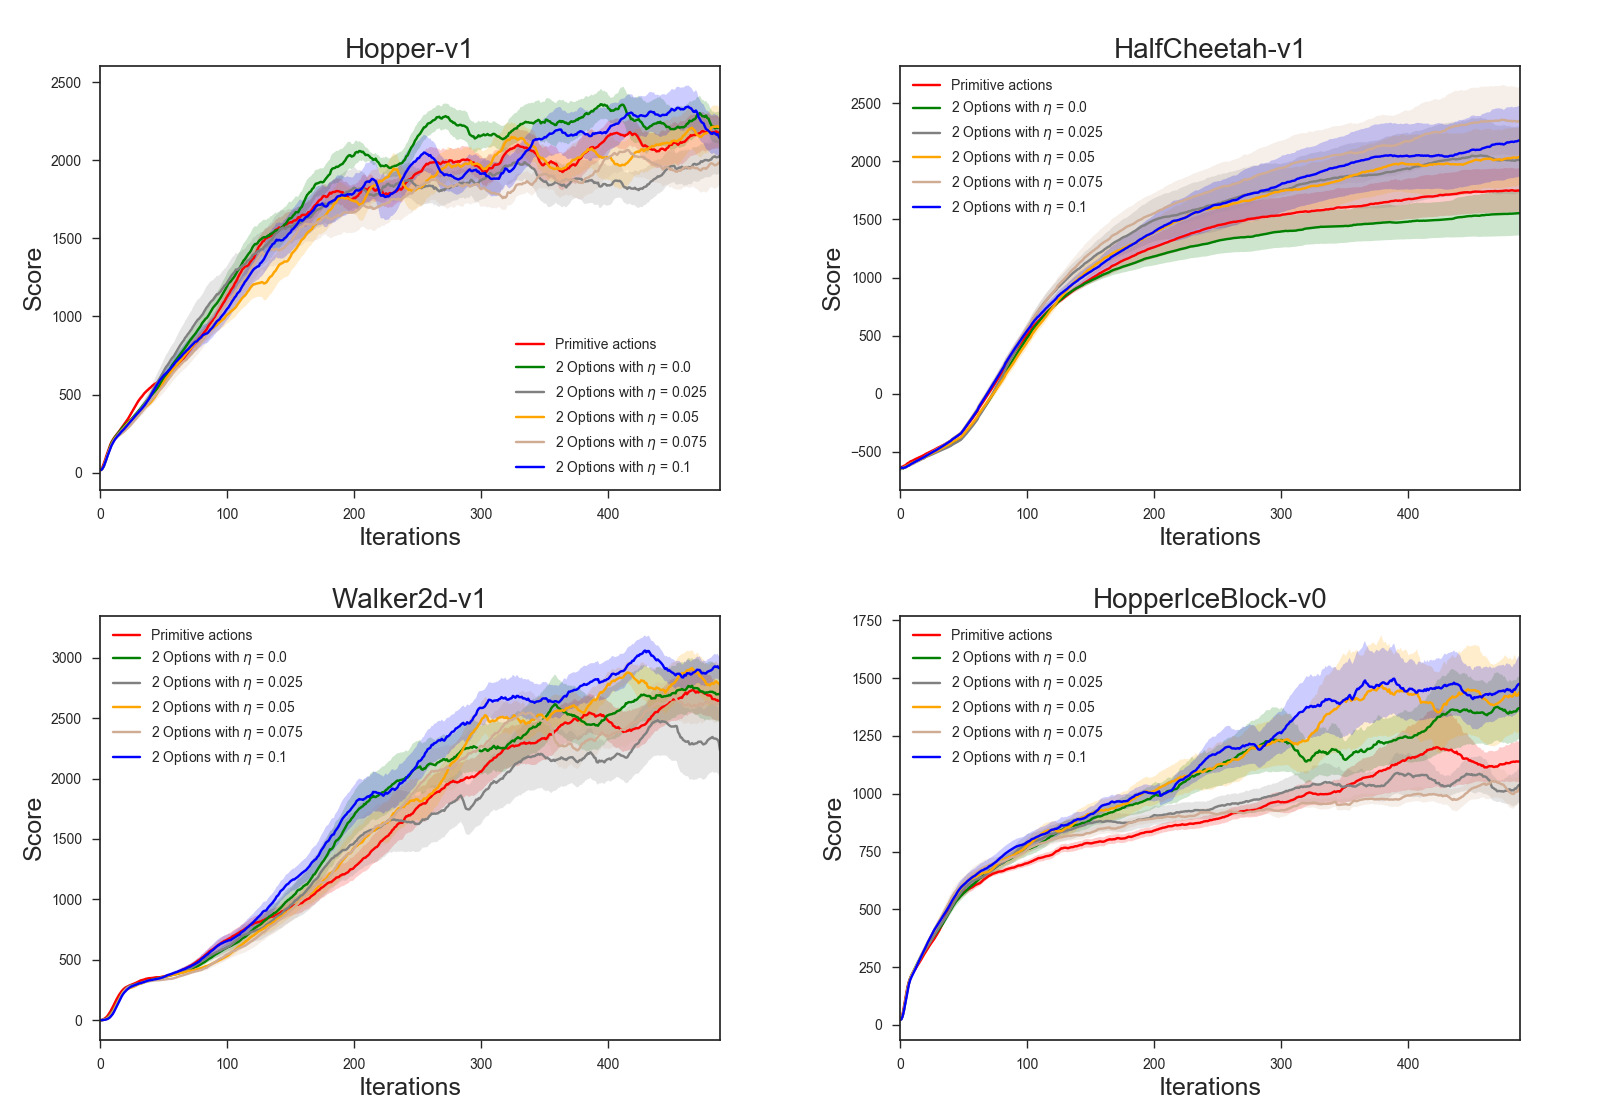 Hopper-v1
Score
2500
2000
1500
1000
500
0
Primitive actions
2 Options with η = 0.0
2 Options with η = 0.025
2 Options with η = 0.05
2 Options with η = 0.075
2 Options with η = 0.1
0 100 200 300 400
Iterations
HalfCheetah-v1
Score
2500
2000
1500
1000
500
0
−500
Primitive actions
2 Options with η = 0.0
2 Options with η = 0.025
2 Options with η = 0.05
2 Options with η = 0.075
2 Options with η = 0.1
0 100 200 300 400
Iterations
Walker2d-v1
Score
3000
2500
2000
1500
1000
500
0
Primitive actions
2 Options with η = 0.0
2 Options with η = 0.025
2 Options with η = 0.05
2 Options with η = 0.075
2 Options with η = 0.1
0 100 200 300 400
Iterations
HopperIceBlock-v0
Score
1750
1500
1250
1000
750
500
250
0
Primitive actions
2 Options with η = 0.0
2 Options with η = 0.025
2 Options with η = 0.05
2 Options with η = 0.075
2 Options with η = 0.1
0 100 200 300 400
Iterations